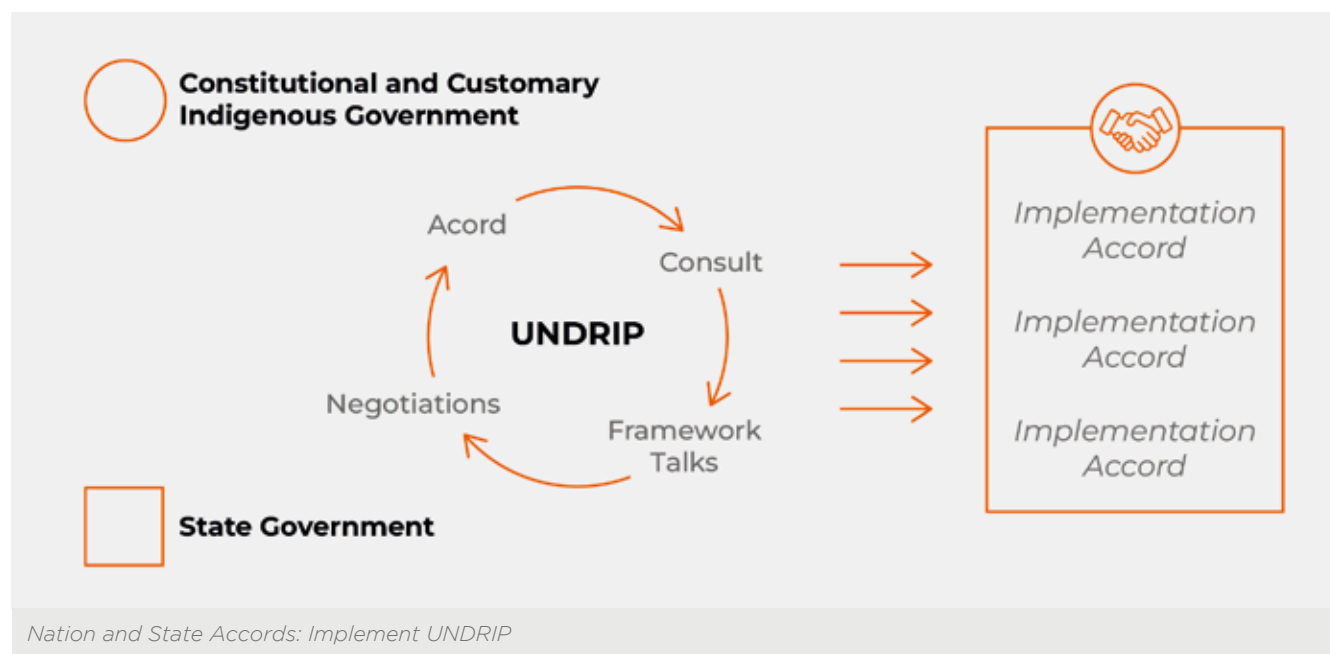 Constitutional and Customary
Indigenous Government
Acord
Consult
UNDRIP
Negotiations
Framework
Talks
State Government
Implementation
Accord
Implementation
Accord
Implementation
Accord
Nation and State Accords: Implement UNDRIP